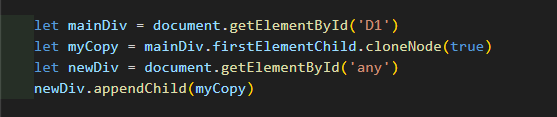 let mainDiv = document.getElementById('D1')
let myCopy = mainDiv.firstElementChild.cloneNode(true)
let newDiv = document.getElementById('any')
newDiv.appendChild(myCopy)